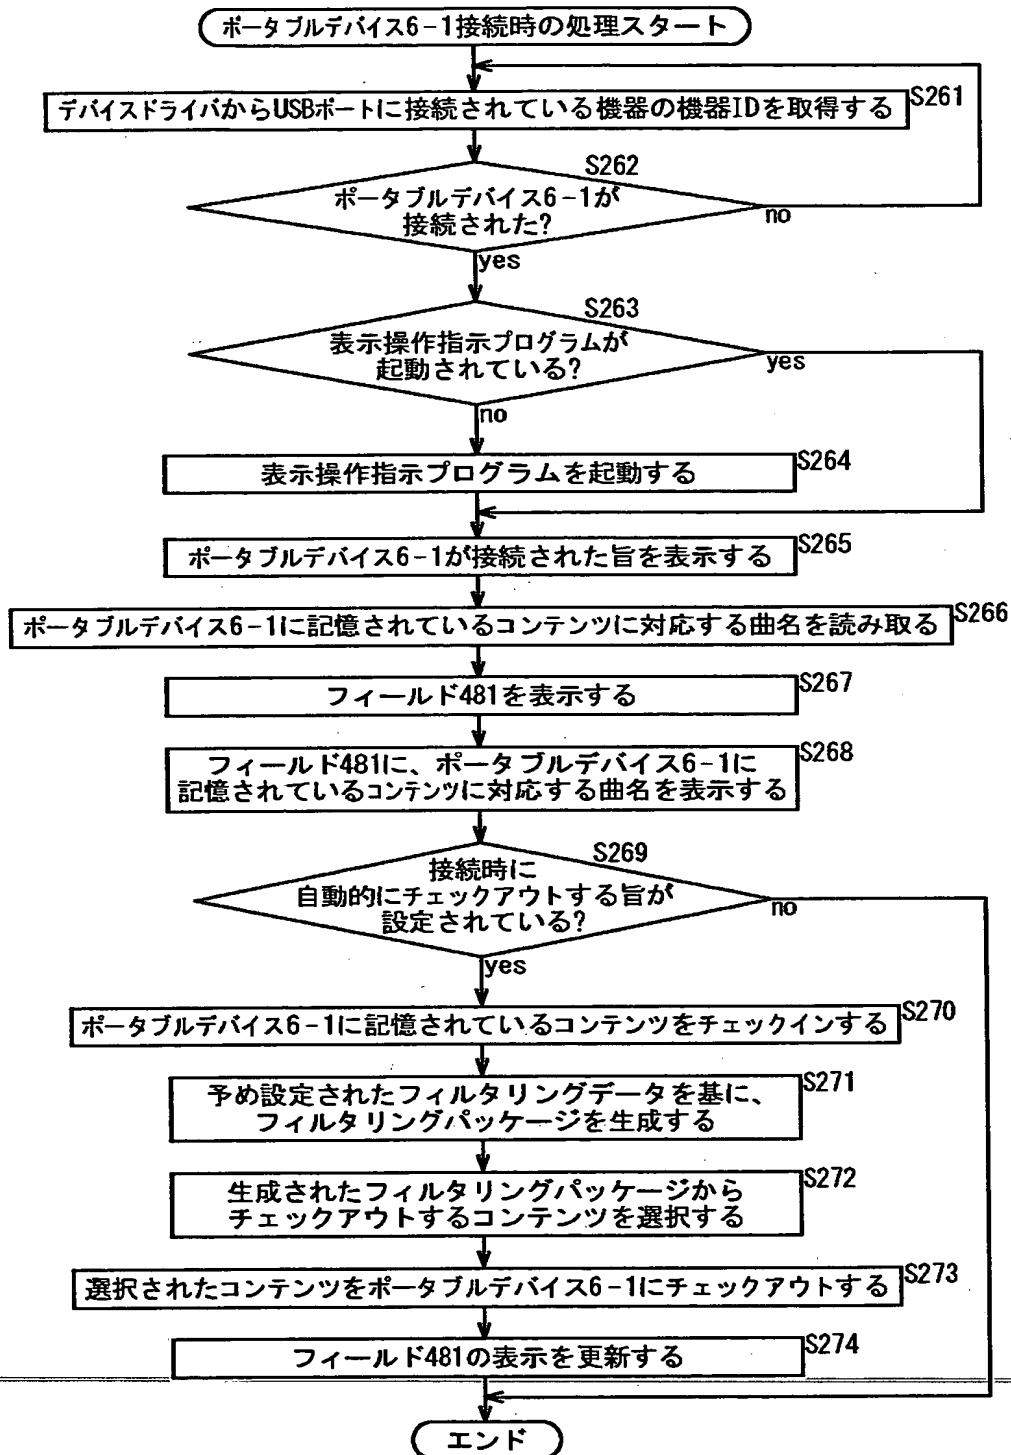 ポータブルデバイス6-1接続時の処理スタート
デバイスドライバからUSBポートに接続されている機器の機器IDを取得する
S261
S262
ポータブルデバイス6-1が
接続された?
no
yes
S263
表示操作指示プログラムが
起動されている?
yes
no
表示操作指示プログラムを起動する
S264
ポータブルデバイス6-1が接続された旨を表示する
S265
ポータブルデバイス6-1に記憶されているコンテンツに対応する曲名を読み取る
S266
フィールド481を表示する
S267
フィールド481に、ポータブルデバイス6-1に
記憶されているコンテンツに対応する曲名を表示する
S268
S269
接続時に
自動的にチェックアウトする旨が
設定されている?
no
yes
ポータブルデバイス6-1に記憶されているコンテンツをチェックインする
S270
予め設定されたフィルタリングデータを基に、
フィルタリングパッケージを生成する
S271
生成されたフィルタリングパッケージから
チェックアウトするコンテンツを選択する
S272
選択されたコンテンツをポータブルデバイス6-1にチェックアウトする
S273
フィールド481の表示を更新する
S274
エンド